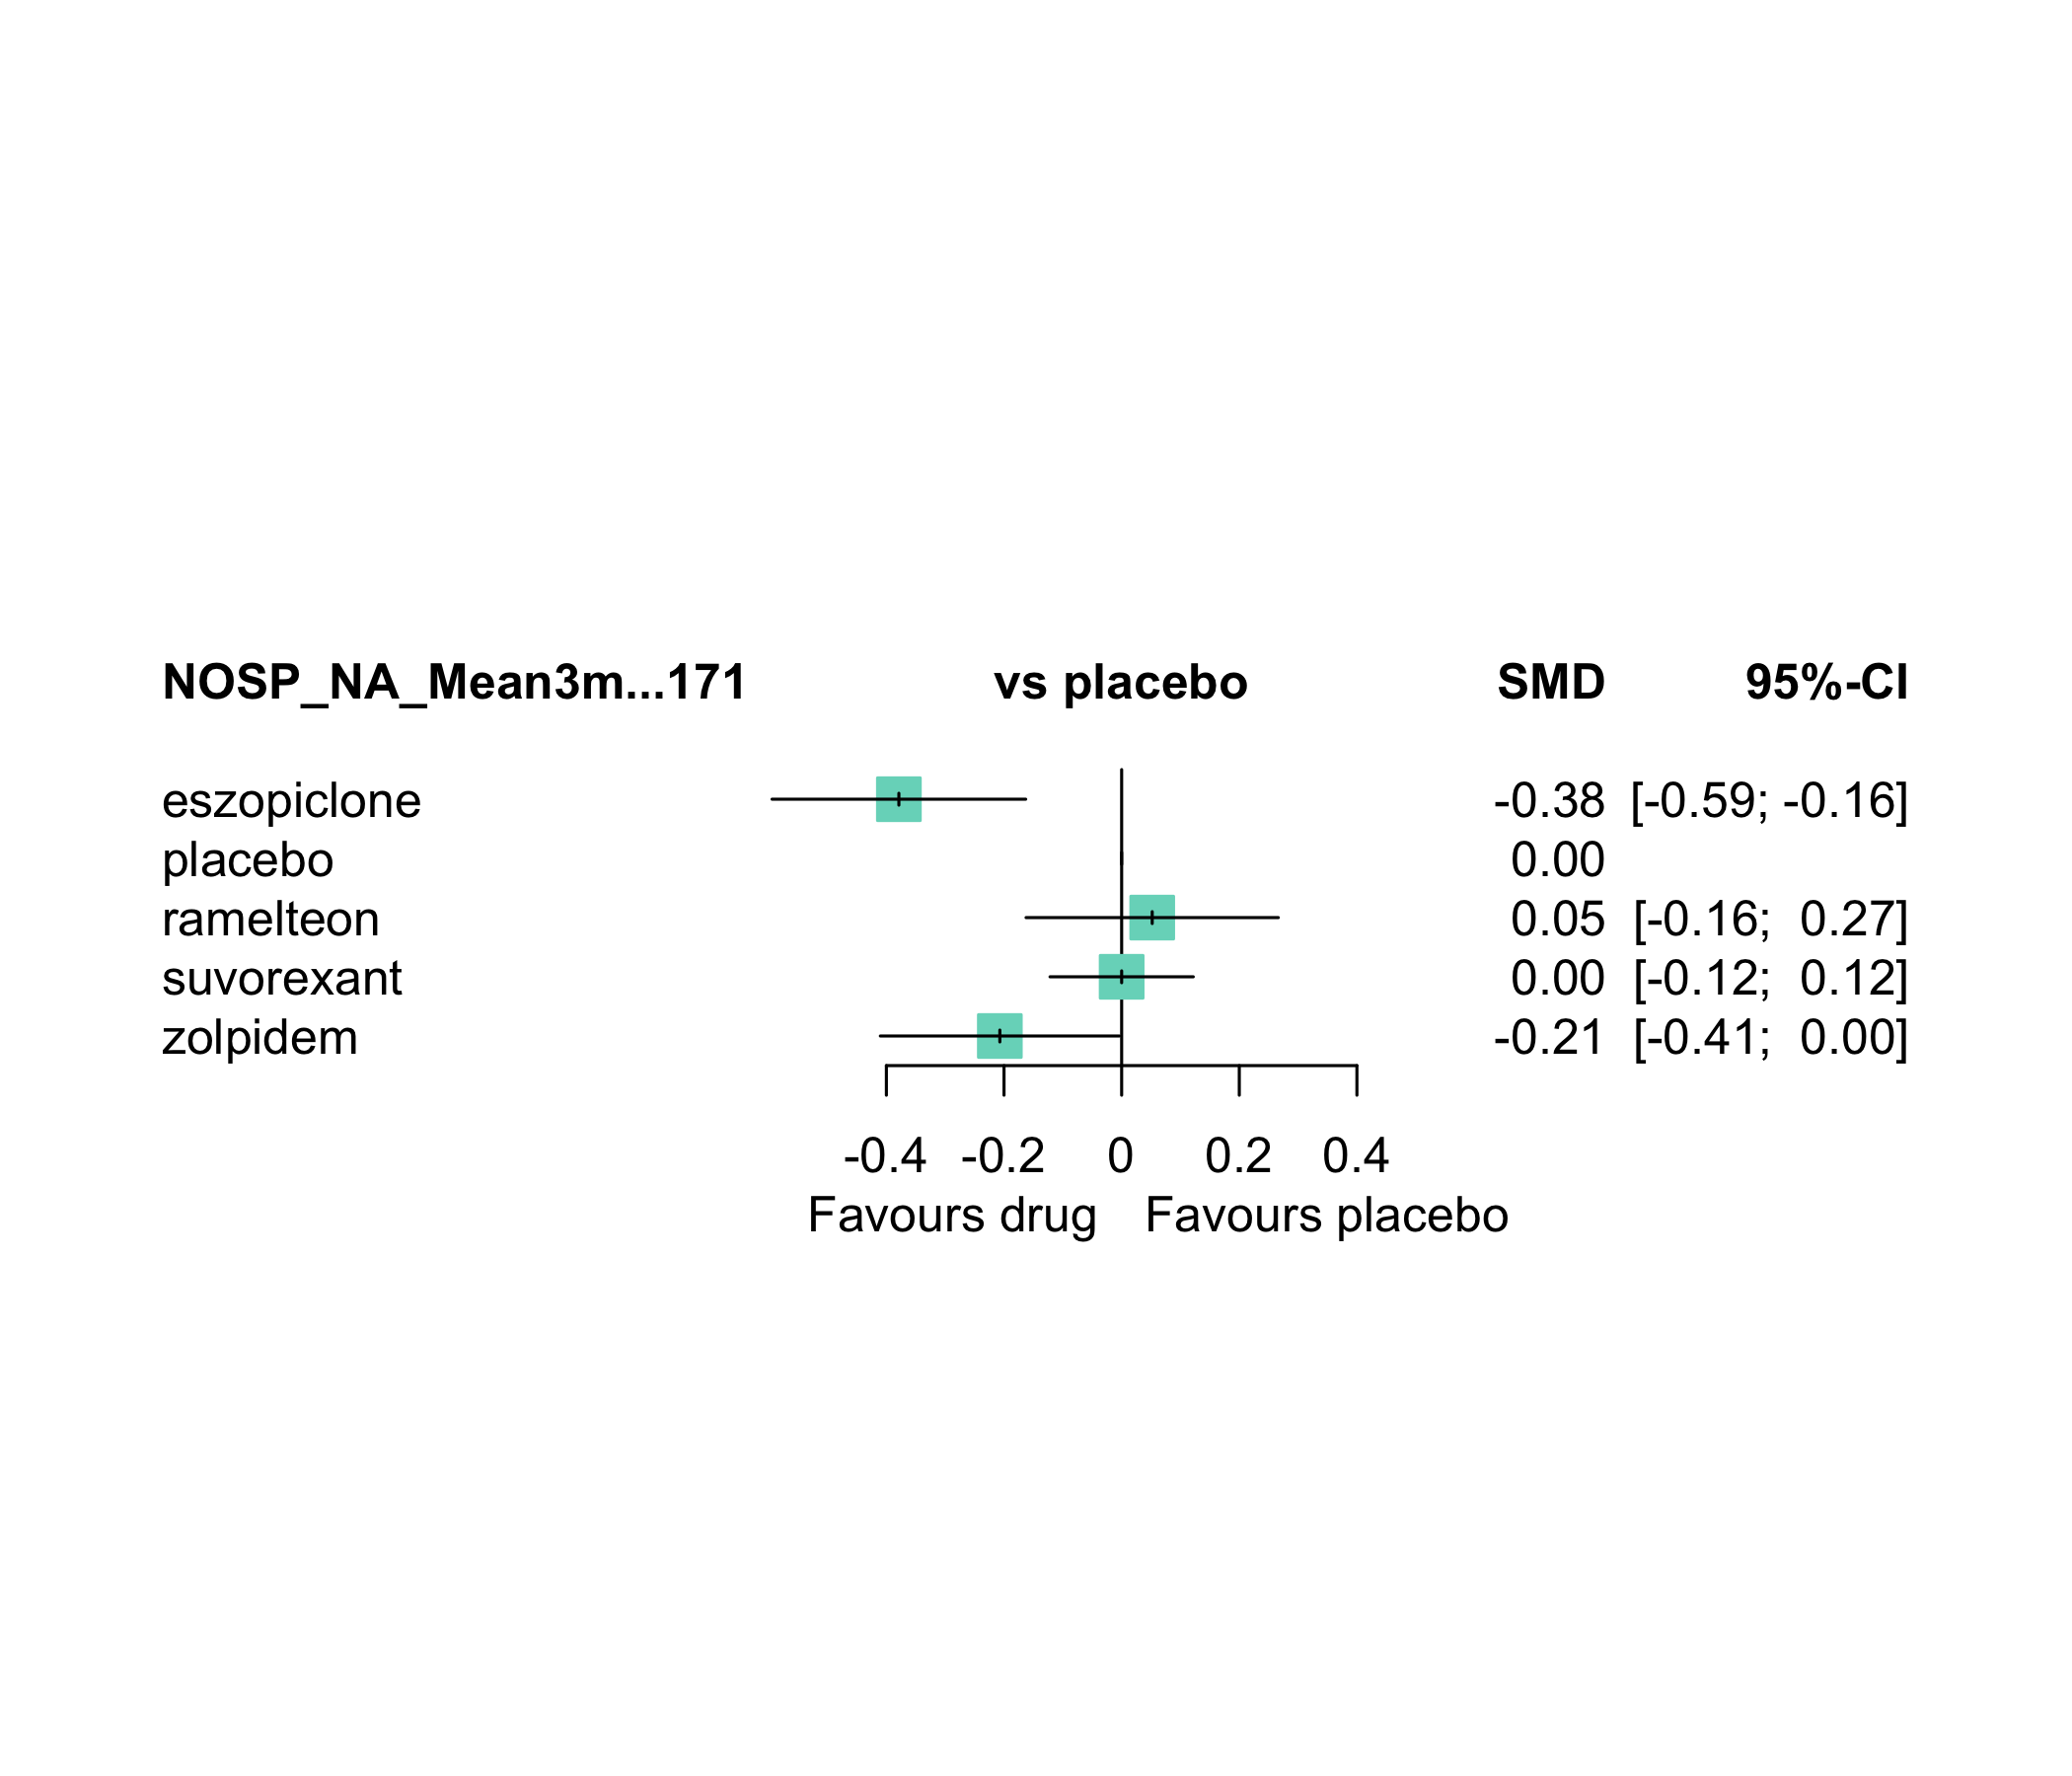 NOSP_NA_Mean3m...171 vs placebo SMD 95%-CI
eszopiclone -0.38 [-0.59; -0.16]
placebo 0.00
ramelteon 0.05 [-0.16; 0.27]
suvorexant 0.00 [-0.12; 0.12]
zolpidem -0.21 [-0.41; 0.00]
-0.4 -0.2 0 0.2 0.4
Favours drug Favours placebo